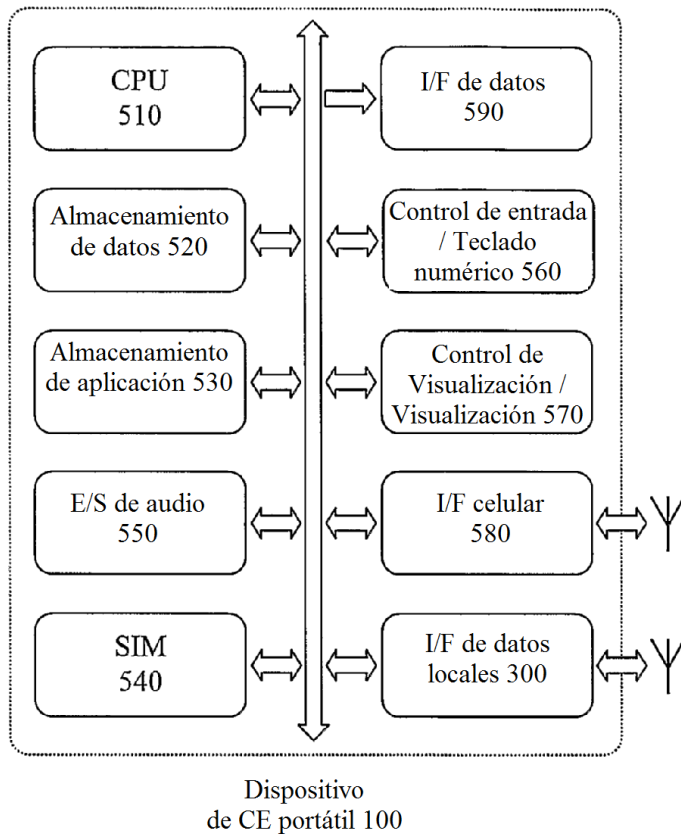 CPU
510
I/F de datos
590
Almacenamiento
de datos 520
Control de entrada
/ Teclado
numérico 560
Almacenamiento
de aplicación 530
Control de
Visualización /
Visualización 570
E/S de audio
550
I/F celular
580
SIM
540
I/F de datos
locales 300
Dispositivo
de CE portátil 100